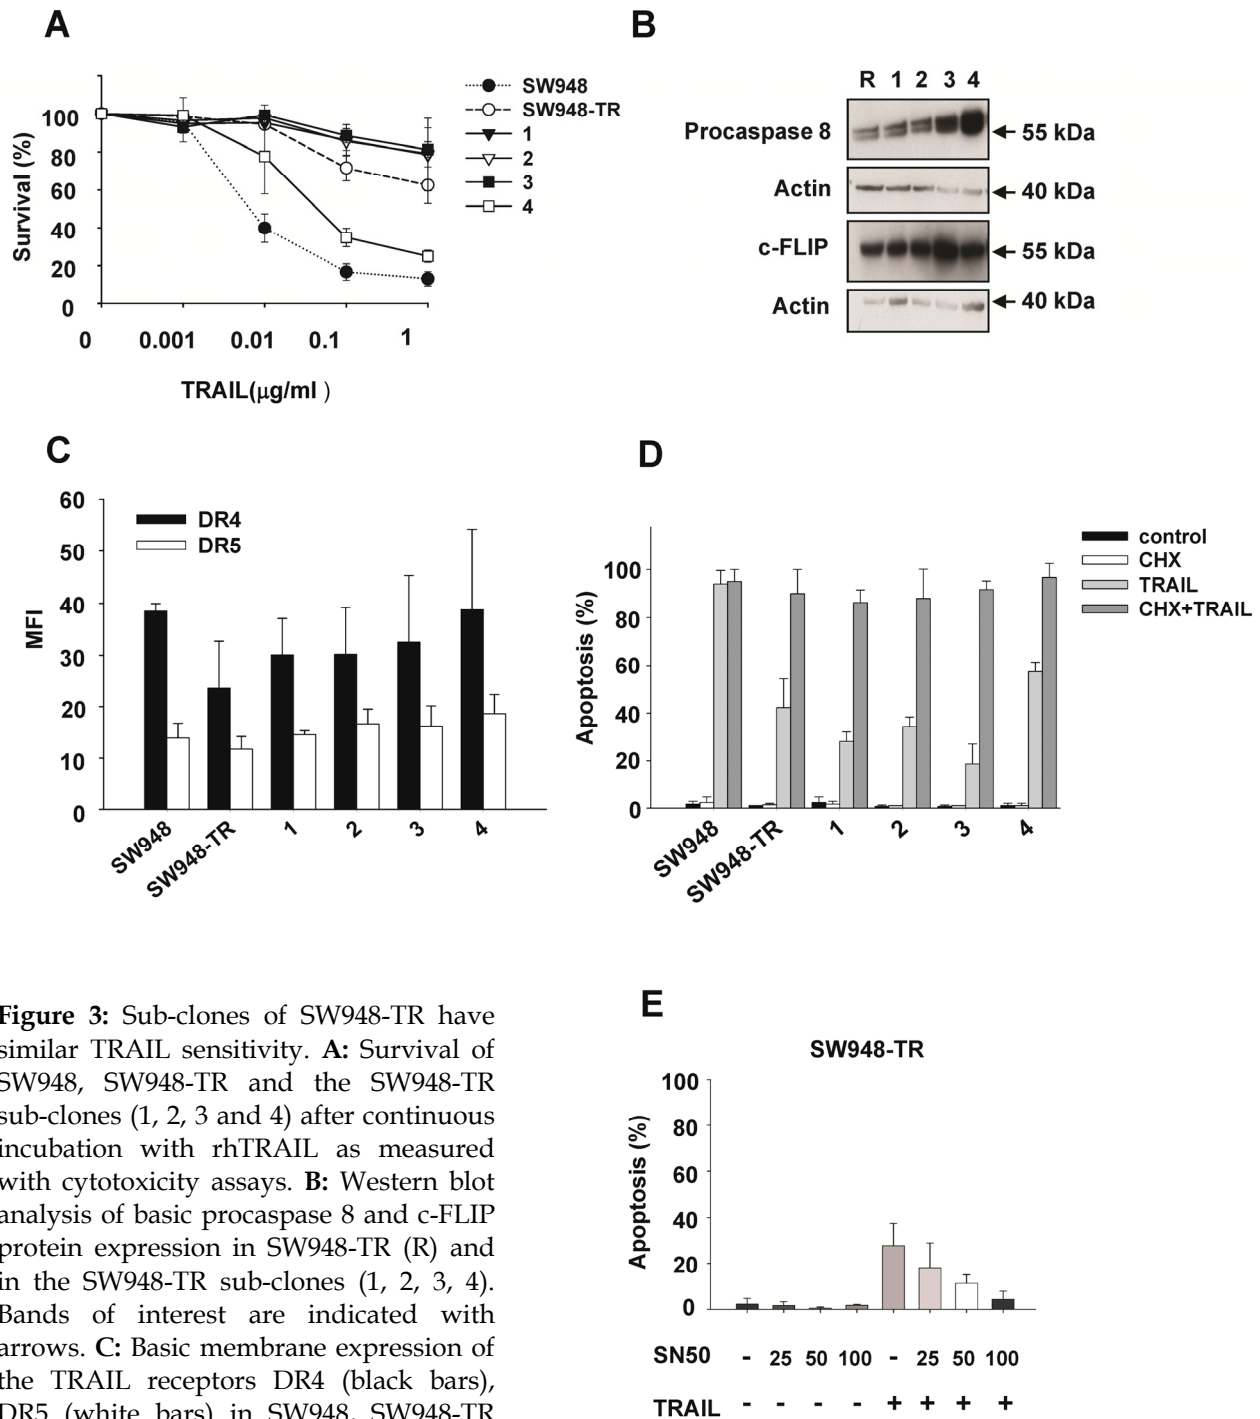 A
Survival (%)
100
80
60
40
20
0
0 0.001 0.01 0.1 1
TRAIL(μg/ml )
SW948
SW948-TR
1
2
3
4
B
R 1 2 3 4
Procaspase 8
55 kDa
Actin
40 kDa
c-FLIP
55 kDa
Actin
40 kDa
C
MFI
60
50
40
30
20
10
0
DR4
DR5
SW948 SW948-TR 1 2 3 4
D
Apoptosis (%)
100
80
60
40
20
0
control
CHX
TRAIL
CHX+TRAIL
SW948 SW948-TR 1 2 3 4
Figure 3: Sub-clones of SW948-TR have
similar TRAIL sensitivity. A: Survival of
SW948, SW948-TR and the SW948-TR
sub-clones (1, 2, 3 and 4) after continuous
incubation with rhTRAIL as measured
with cytotoxicity assays. B: Western blot
analysis of basic procaspase 8 and c-FLIP
protein expression in SW948-TR (R) and
in the SW948-TR sub-clones (1, 2, 3, 4).
Bands of interest are indicated with
arrows. C: Basic membrane expression of
the TRAIL receptors DR4 (black bars),
DR5 (white bars) in SW948, SW948-TR
E
SW948-TR
Apoptosis (%)
100
80
60
40
20
0
SN50 - 25 50 100 - 25 50 100
TRAIL - - - - + + + +